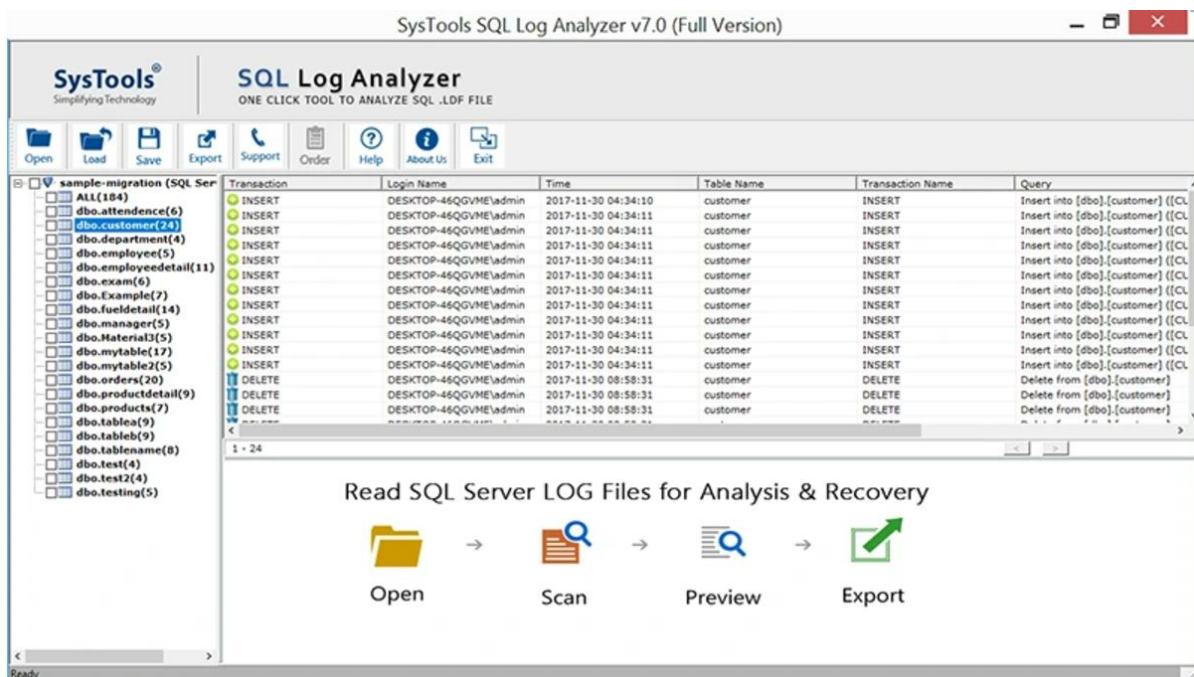 SysTools SQL Log Analyzer v7.0 (Full Version)
SysTools®
Simplifying Technology
SQL Log Analyzer
ONE CLICK TOOL TO ANALYZE SQL .LDF FILE
Open Load Save Export Support Order Help About Us Exit
sample-migration (SQL Ser
ALL(184)
dbo.attendence(6)
dbo.customer(24)
dbo.department(4)
dbo.employee(5)
dbo.employeedetail(11)
dbo.exam(6)
dbo.Example(7)
dbo.fueldetail(14)
dbo.manager(5)
dbo.Material3(5)
dbo.mytable(17)
dbo.mytable2(5)
dbo.orders(20)
dbo.productdetail(9)
dbo.products(7)
dbo.tablea(9)
dbo.tableb(9)
dbo.tablename(8)
dbo.test(4)
dbo.test2(4)
dbo.testing(5)
Transaction Login Name Time Table Name Transaction Name Query
INSERT DESKTOP-46QGVME\admin 2017-11-30 04:34:10 customer INSERT Insert into [dbo].[customer] ([CU
INSERT DESKTOP-46QGVME\admin 2017-11-30 04:34:11 customer INSERT Insert into [dbo].[customer] ([CU
INSERT DESKTOP-46QGVME\admin 2017-11-30 04:34:11 customer INSERT Insert into [dbo].[customer] ([CU
INSERT DESKTOP-46QGVME\admin 2017-11-30 04:34:11 customer INSERT Insert into [dbo].[customer] ([CU
INSERT DESKTOP-46QGVME\admin 2017-11-30 04:34:11 customer INSERT Insert into [dbo].[customer] ([CU
INSERT DESKTOP-46QGVME\admin 2017-11-30 04:34:11 customer INSERT Insert into [dbo].[customer] ([CU
INSERT DESKTOP-46QGVME\admin 2017-11-30 04:34:11 customer INSERT Insert into [dbo].[customer] ([CU
INSERT DESKTOP-46QGVME\admin 2017-11-30 04:34:11 customer INSERT Insert into [dbo].[customer] ([CU
INSERT DESKTOP-46QGVME\admin 2017-11-30 04:34:11 customer INSERT Insert into [dbo].[customer] ([CU
INSERT DESKTOP-46QGVME\admin 2017-11-30 04:34:11 customer INSERT Insert into [dbo].[customer] ([CU
INSERT DESKTOP-46QGVME\admin 2017-11-30 04:34:11 customer INSERT Insert into [dbo].[customer] ([CU
INSERT DESKTOP-46QGVME\admin 2017-11-30 04:34:11 customer INSERT Insert into [dbo].[customer] ([CU
DELETE DESKTOP-46QGVME\admin 2017-11-30 08:58:31 customer DELETE Delete from [dbo].[customer]
DELETE DESKTOP-46QGVME\admin 2017-11-30 08:58:31 customer DELETE Delete from [dbo].[customer]
DELETE DESKTOP-46QGVME\admin 2017-11-30 08:58:31 customer DELETE Delete from [dbo].[customer]
1 - 24
Read SQL Server LOG Files for Analysis & Recovery
Open Scan Preview Export
Ready